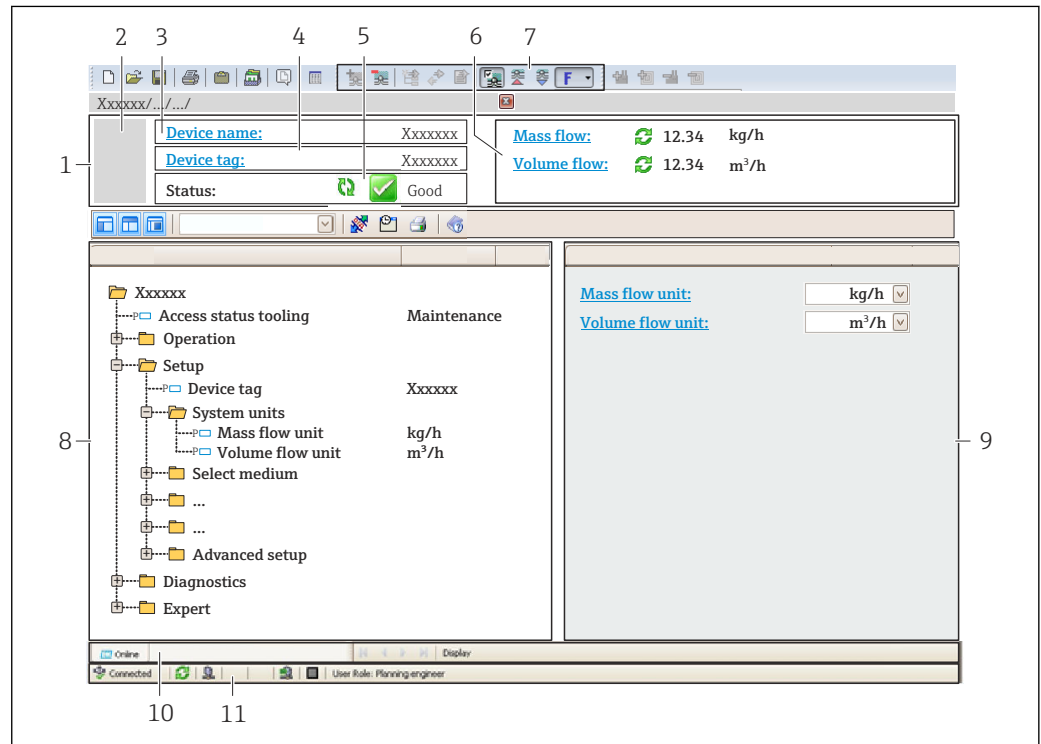 2 3 4 5 6 7
F
Xxxxxx/.../.../
1
Device name: Xxxxxxx
Device tag: Xxxxxxx
Status: Good
Mass flow: 12.34 kg/h
Volume flow: 12.34 m³/h
Xxxxxx
P Access status tooling Maintenance
Operation
Setup
P Device tag Xxxxxx
System units
P Mass flow unit kg/h
P Volume flow unit m³/h
Select medium
...
...
Advanced setup
Diagnostics
Expert
8
Mass flow unit: kg/h
Volume flow unit: m³/h
9
Online Display
Connected User Role: Planning engineer
10 11